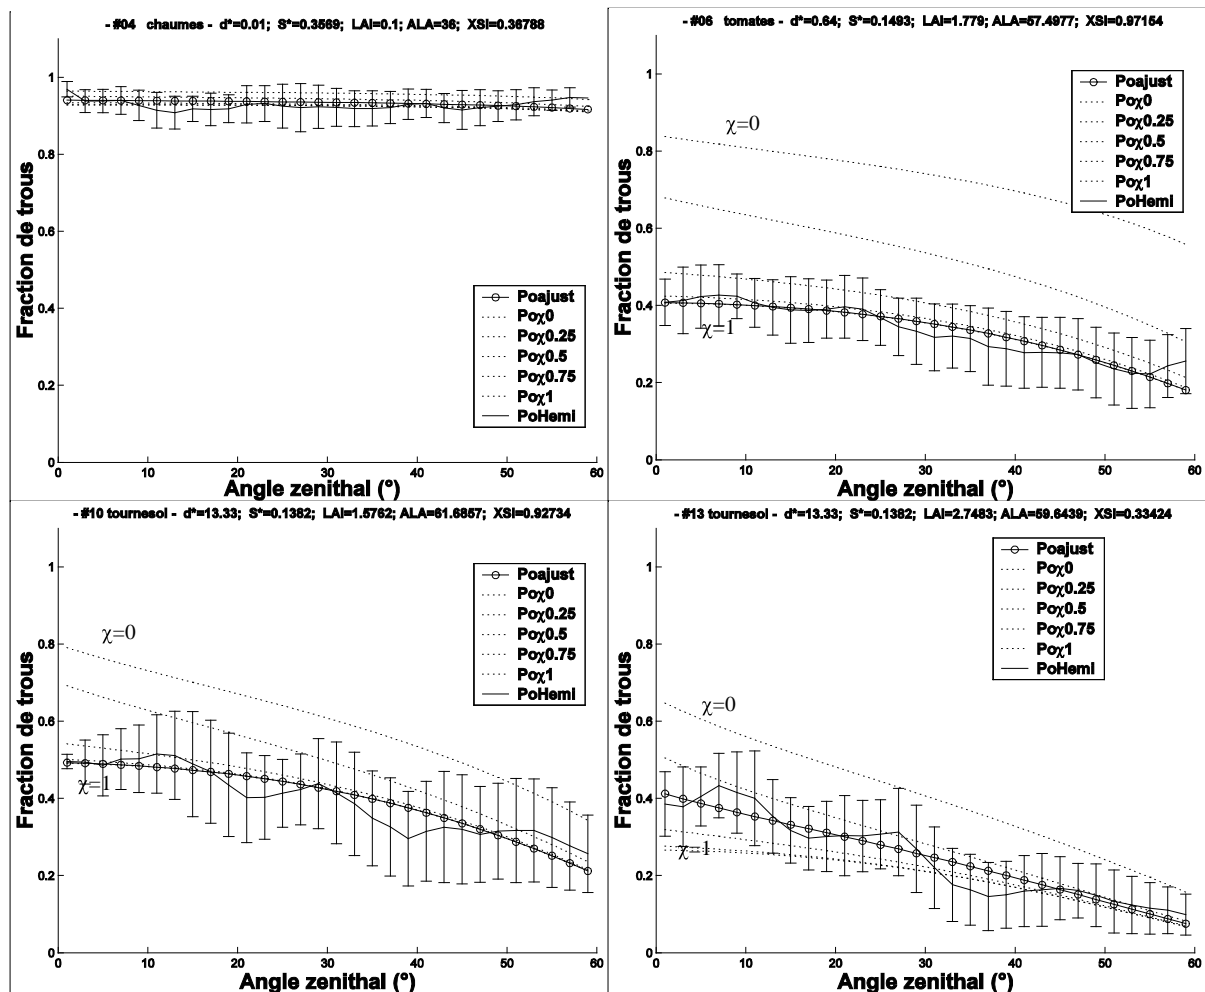 - #04 chaumes - d*=0.01; S*=0.3569; LAI=0.1; ALA=36; XSI=0.36788
Fraction de trous
1
0.8
0.6
0.4
0.2
0
Poajust
Poχ0
Poχ0.25
Poχ0.5
Poχ0.75
Poχ1
PoHemi
0 10 20 30 40 50 60
Angle zenithal (°)
- #06 tomates - d*=0.64; S*=0.1493; LAI=1.779; ALA=57.4977; XSI=0.97154
Fraction de trous
1
0.8
0.6
0.4
0.2
0
χ=0
χ=1
Poajust
Poχ0
Poχ0.25
Poχ0.5
Poχ0.75
Poχ1
PoHemi
0 10 20 30 40 50 60
Angle zenithal (°)
- #10 tournesol - d*=13.33; S*=0.1382; LAI=1.5762; ALA=61.6857; XSI=0.92734
Fraction de trous
1
0.8
0.6
0.4
0.2
0
χ=0
χ=1
Poajust
Poχ0
Poχ0.25
Poχ0.5
Poχ0.75
Poχ1
PoHemi
0 10 20 30 40 50 60
Angle zenithal (°)
- #13 tournesol - d*=13.33; S*=0.1382; LAI=2.7483; ALA=59.6439; XSI=0.33424
Fraction de trous
1
0.8
0.6
0.4
0.2
0
χ=0
χ=1
Poajust
Poχ0
Poχ0.25
Poχ0.5
Poχ0.75
Poχ1
PoHemi
0 10 20 30 40 50 60
Angle zenithal (°)